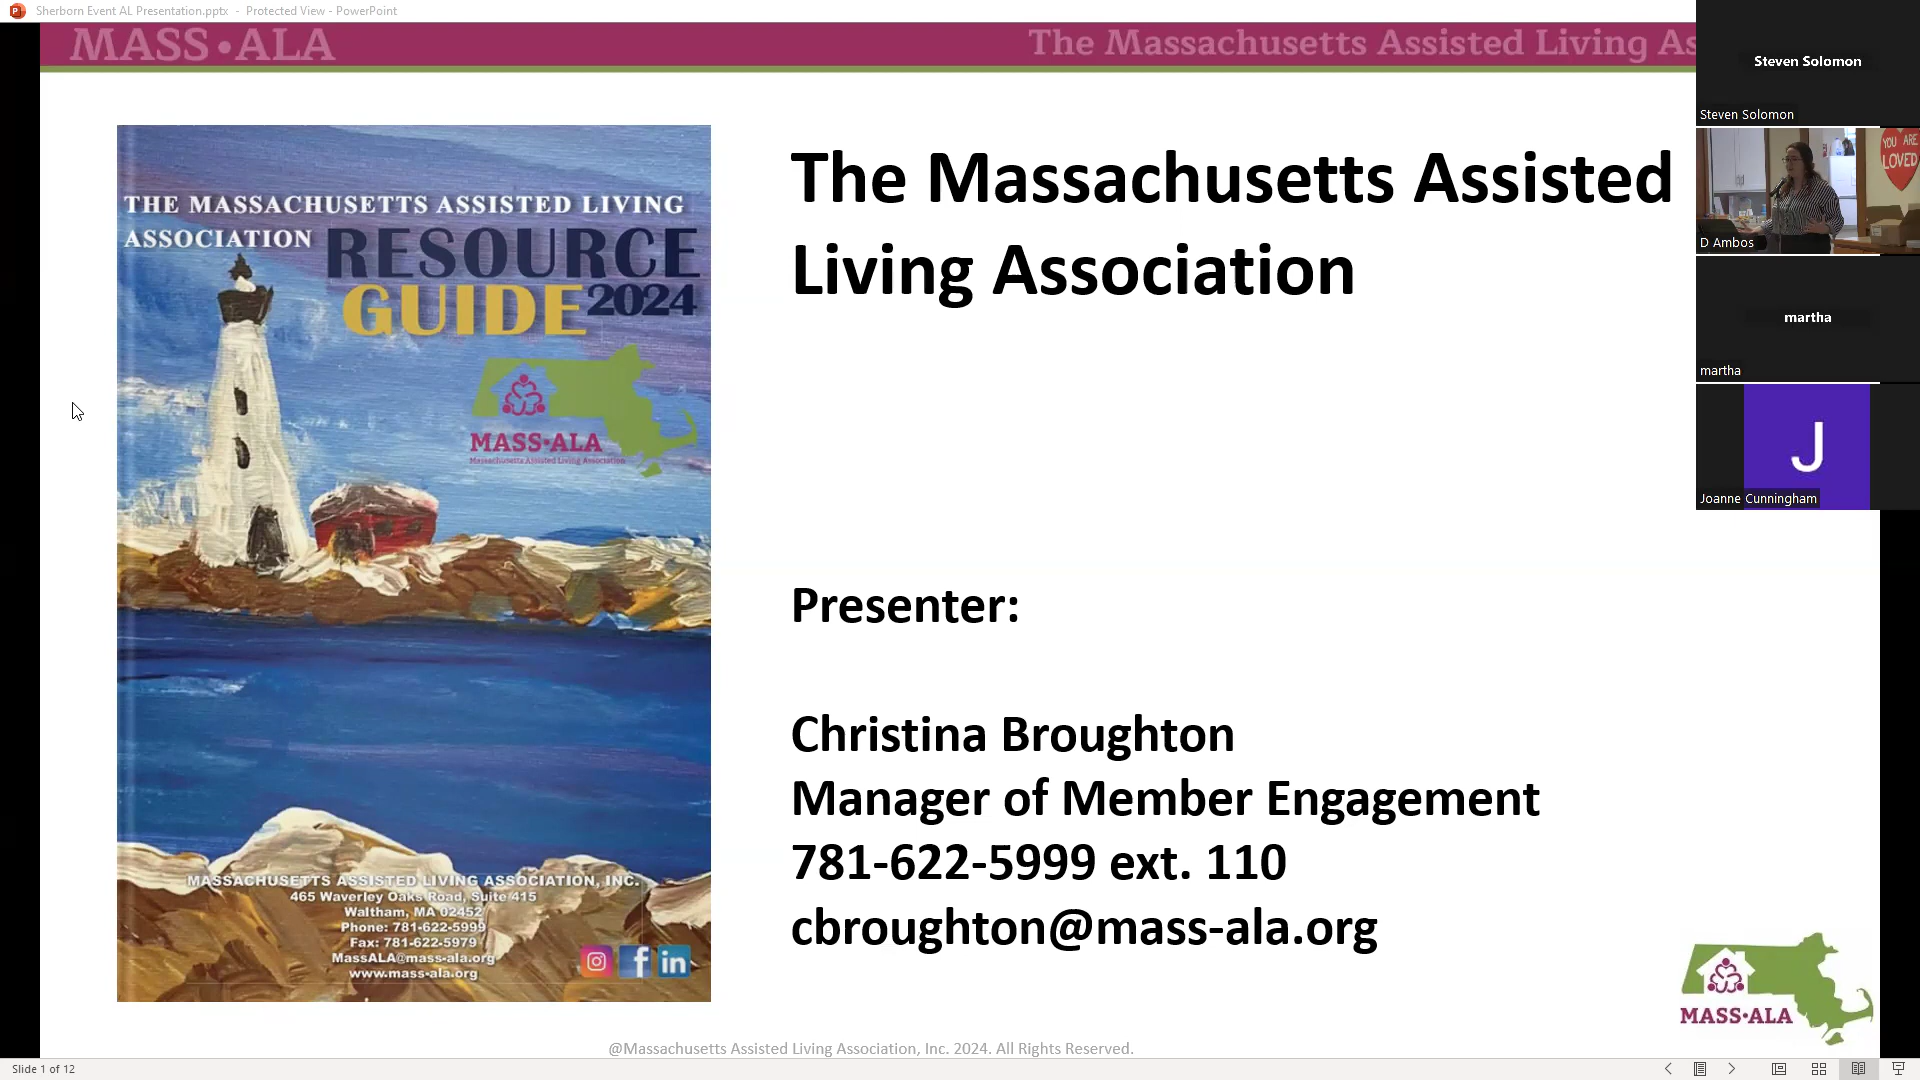 Sherborn Event AL Presentation.pptx - Protected View - PowerPoint
MASS•ALA
The Massachusetts Assisted Living As
THE MASSACHUSETTS ASSISTED LIVING
ASSOCIATION
RESOURCE
GUIDE 2024
MASS•ALA
Massachusetts Assisted Living Association
MASSACHUSETTS ASSISTED LIVING ASSOCIATION, INC.
465 Waverley Oaks Road, Suite 415
Waltham, MA 02452
Phone: 781-622-5999
Fax: 781-622-5979
MassALA@mass-ala.org
www.mass-ala.org
The Massachusetts Assisted
Living Association
Presenter:
Christina Broughton
Manager of Member Engagement
781-622-5999 ext. 110
cbroughton@mass-ala.org
MASS•ALA
@Massachusetts Assisted Living Association, Inc. 2024. All Rights Reserved.
Steven Solomon
Steven Solomon
YOU ARE
LOVED
D Ambos
martha
martha
J
Joanne Cunningham
Slide 1 of 12